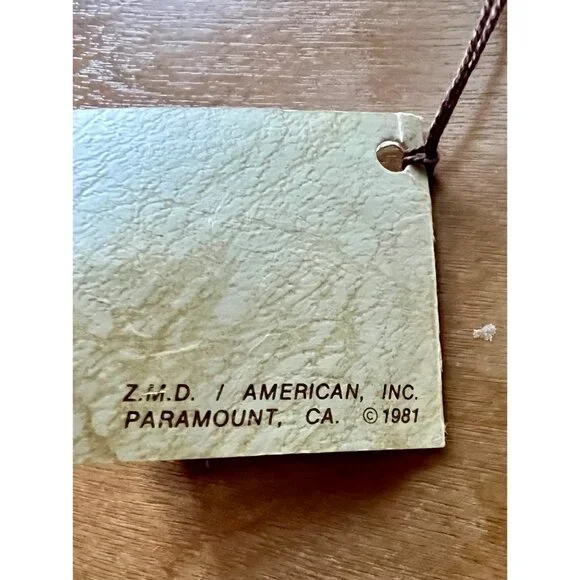 Z.M.D. / AMERICAN, INC.
PARAMOUNT, CA. ©1981